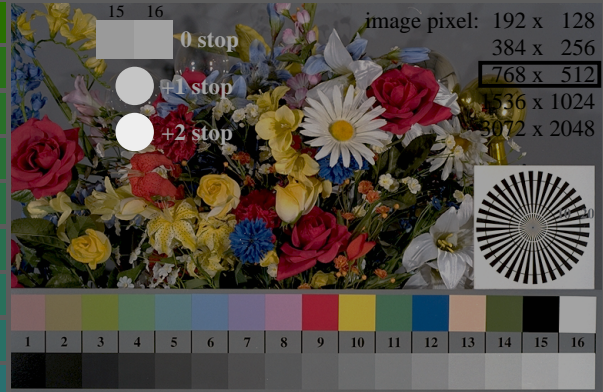 15 16
image pixel: 192 x 128
0 stop
384 x 256
768 x 512
+1 stop
1536 x 1024
+2 stop
3072 x 2048
1 2 3 4 5 6 7 8 9 10 11 12 13 14 15 16